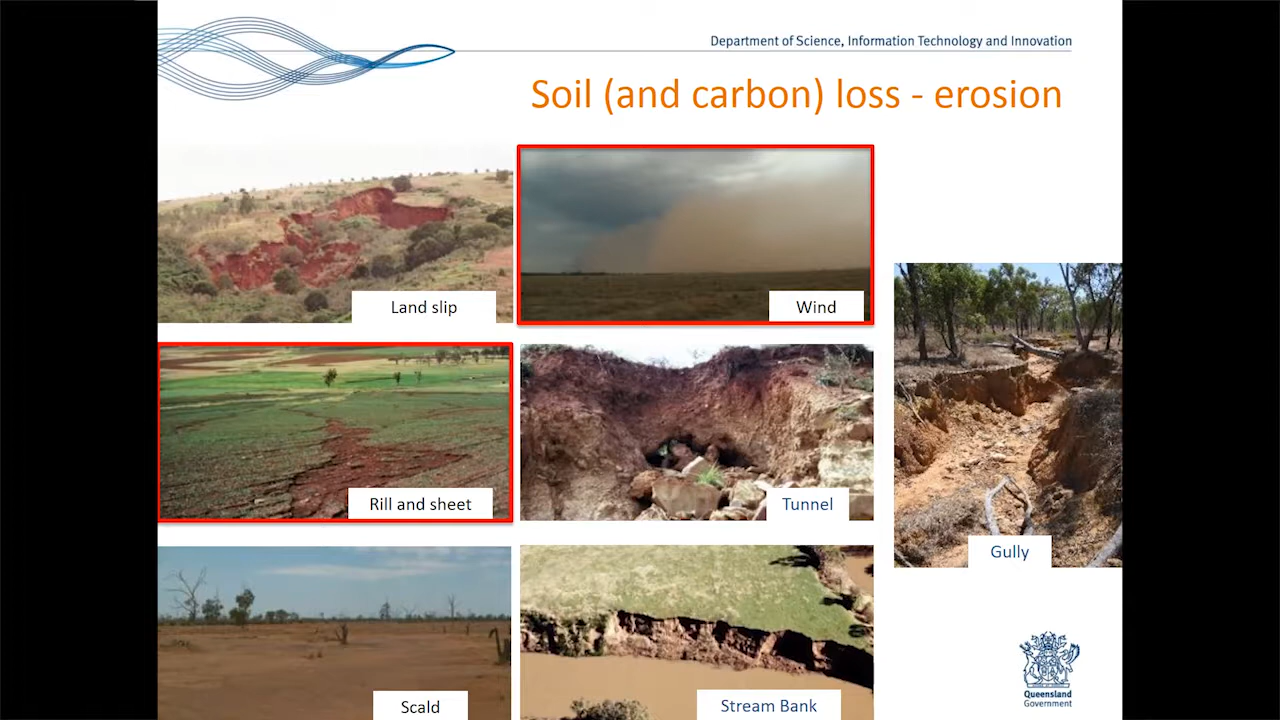 Department of Science, Information Technology and Innovation
Soil (and carbon) loss - erosion
Land slip
Wind
Rill and sheet
Tunnel
Gully
Scald
Stream Bank
Queensland
Government